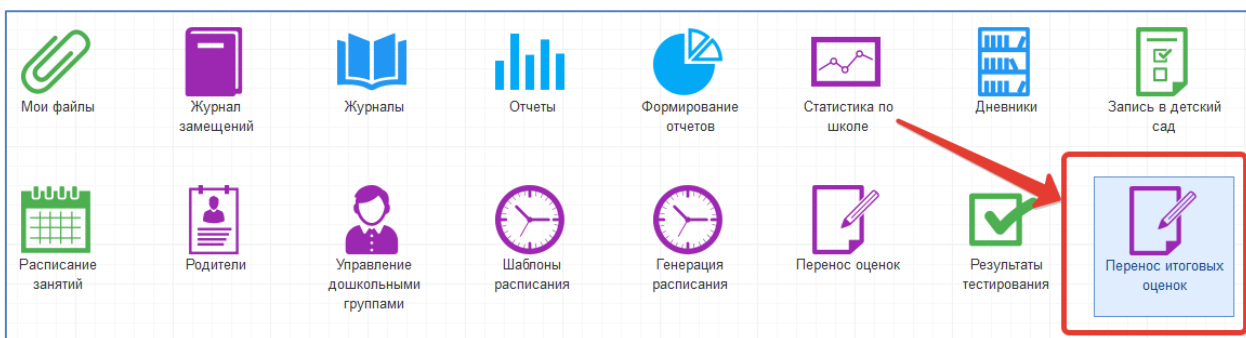 Мои файлы
Журнал
замещений
Журналы
Отчеты
Формирование
отчетов
Статистика по
школе
Дневники
Запись в детский
сад
Расписание
занятий
Родители
Управление
дошкольными
группами
Шаблоны
расписания
Генерация
расписания
Перенос оценок
Результаты
тестирования
Перенос итоговых
оценок